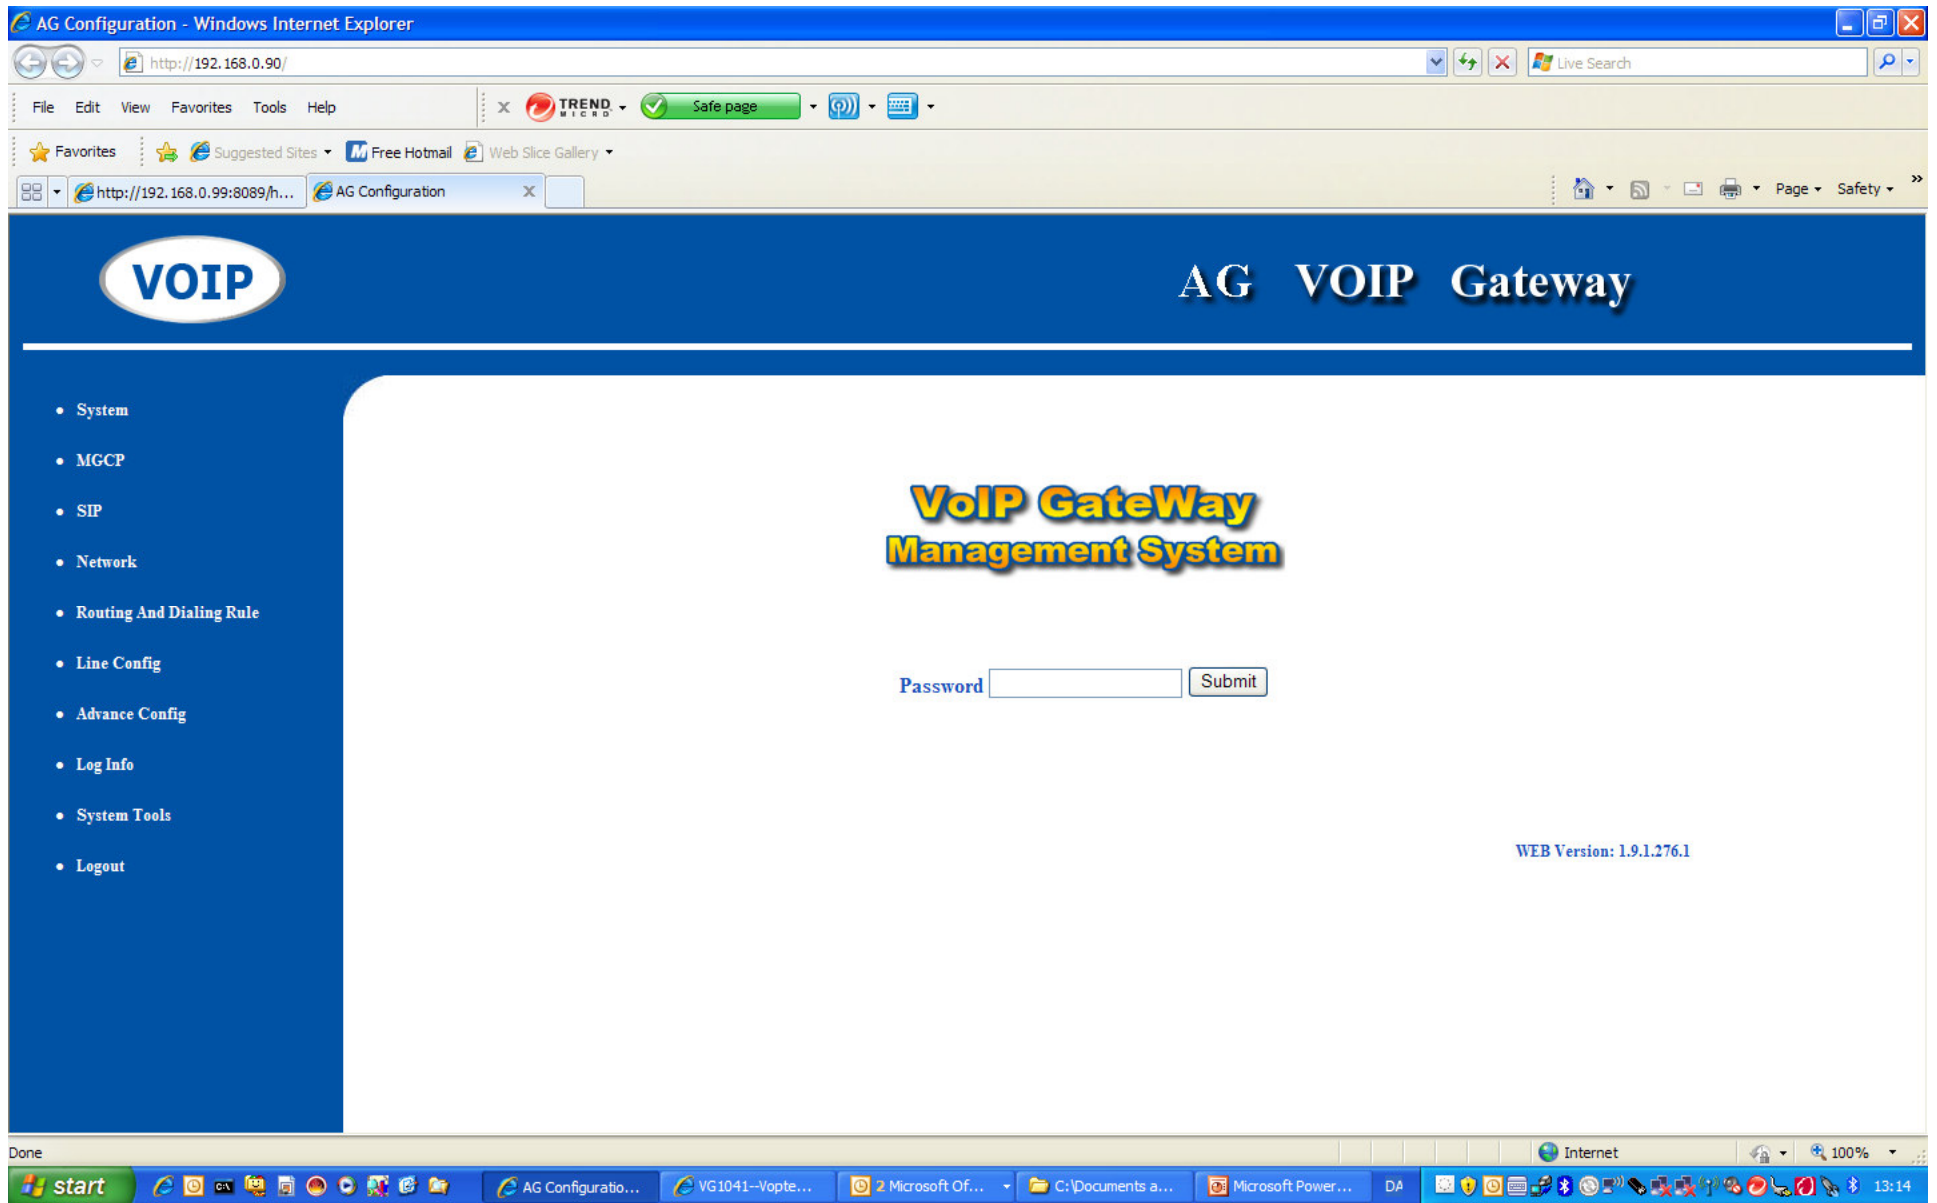 AG Configuration - Windows Internet Explorer
http://192.168.0.90/
Live Search
File Edit View Favorites Tools Help
x TREND MICRO Safe page
Favorites Suggested Sites Free Hotmail Web Slice Gallery
http://192.168.0.99:8089/h... AG Configuration X
Page Safety »
VOIP
AG VOIP Gateway
• System
• MGCP
• SIP
• Network
• Routing And Dialing Rule
• Line Config
• Advance Config
• Log Info
• System Tools
• Logout
VoIP GateWay
Management System
Password Submit
WEB Version: 1.9.1.276.1
Done Internet 100%
start AG Configuratio... VG1041--Vopte... 2 Microsoft Of... C:\Documents a... Microsoft Power... DA 13:14